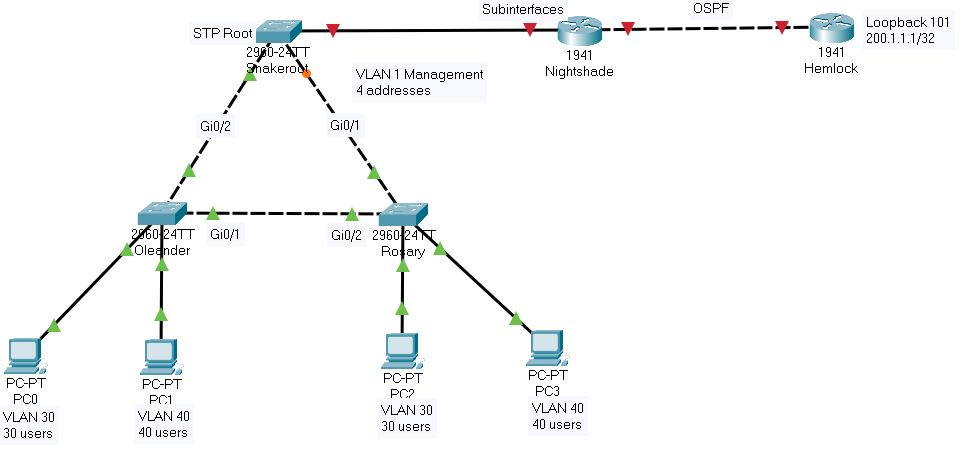 Subinterfaces
OSPF
STP Root
2960-24TT
Snakeroot
1941
Nightshade
1941
Hemlock
Loopback 101
200.1.1.1/32
VLAN 1 Management
4 addresses
Gi0/2
Gi0/1
2960-24TT
Oleander
Gi0/1
Gi0/2
2960-24TT
Rosary
PC-PT
PC0
VLAN 30
30 users
PC-PT
PC1
VLAN 40
40 users
PC-PT
PC2
VLAN 30
30 users
PC-PT
PC3
VLAN 40
40 users